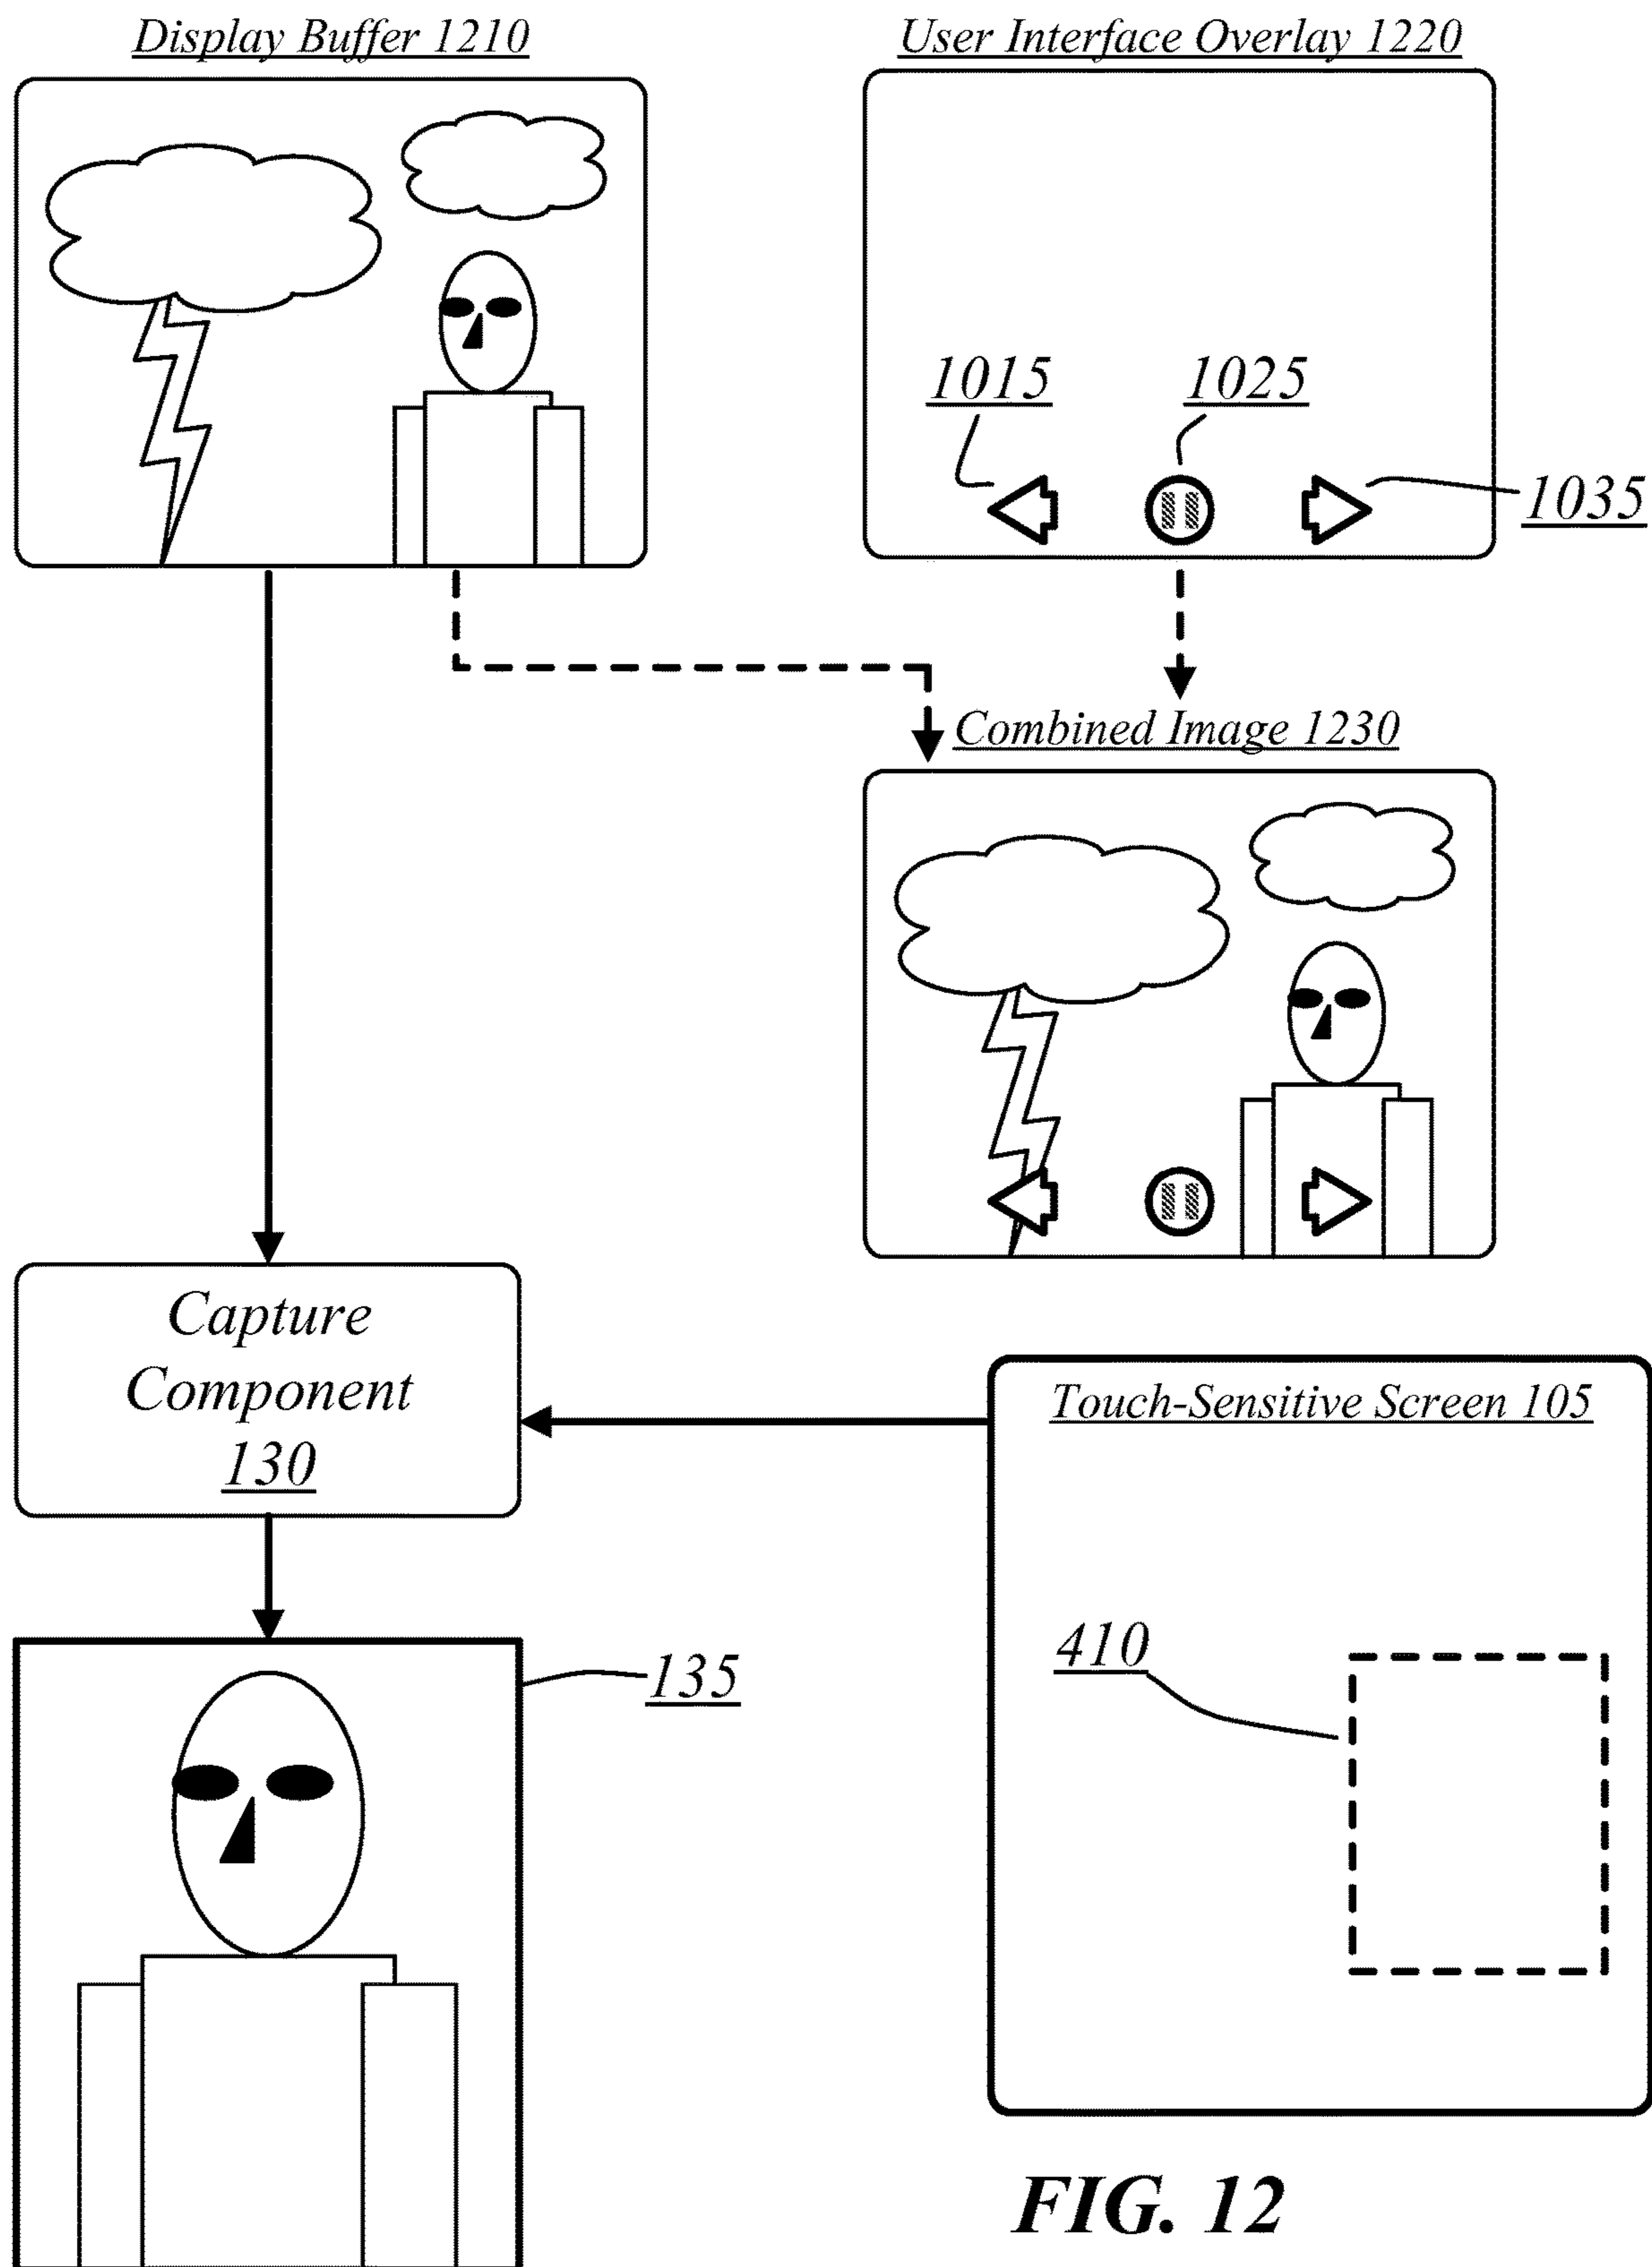 Display Buffer 1210
User Interface Overlay 1220
1015
1025
1035
Combined Image 1230
Capture
Component
130
Touch-Sensitive Screen 105
410
135
FIG. 12